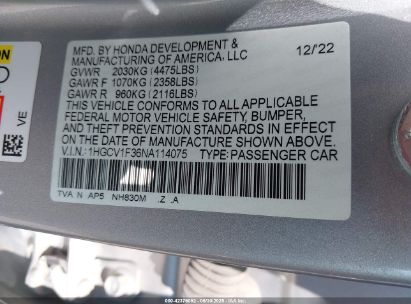 MFD. BY HONDA DEVELOPMENT &
MANUFACTURING OF AMERICA, LLC 12/22
GVWR 2030KG (4475LBS)
GAWR F 1070KG (2358LBS)
GAWR R 960KG (2116LBS)
THIS VEHICLE CONFORMS TO ALL APPLICABLE
FEDERAL MOTOR VEHICLE SAFETY, BUMPER,
AND THEFT PREVENTION STANDARDS IN EFFECT
ON THE DATE OF MANUFACTURE SHOWN ABOVE.
V.I.N.: 1HGCV1F36NA114075 TYPE: PASSENGER CAR
TVA N AP5 NH830M .Z .A
VE
VE